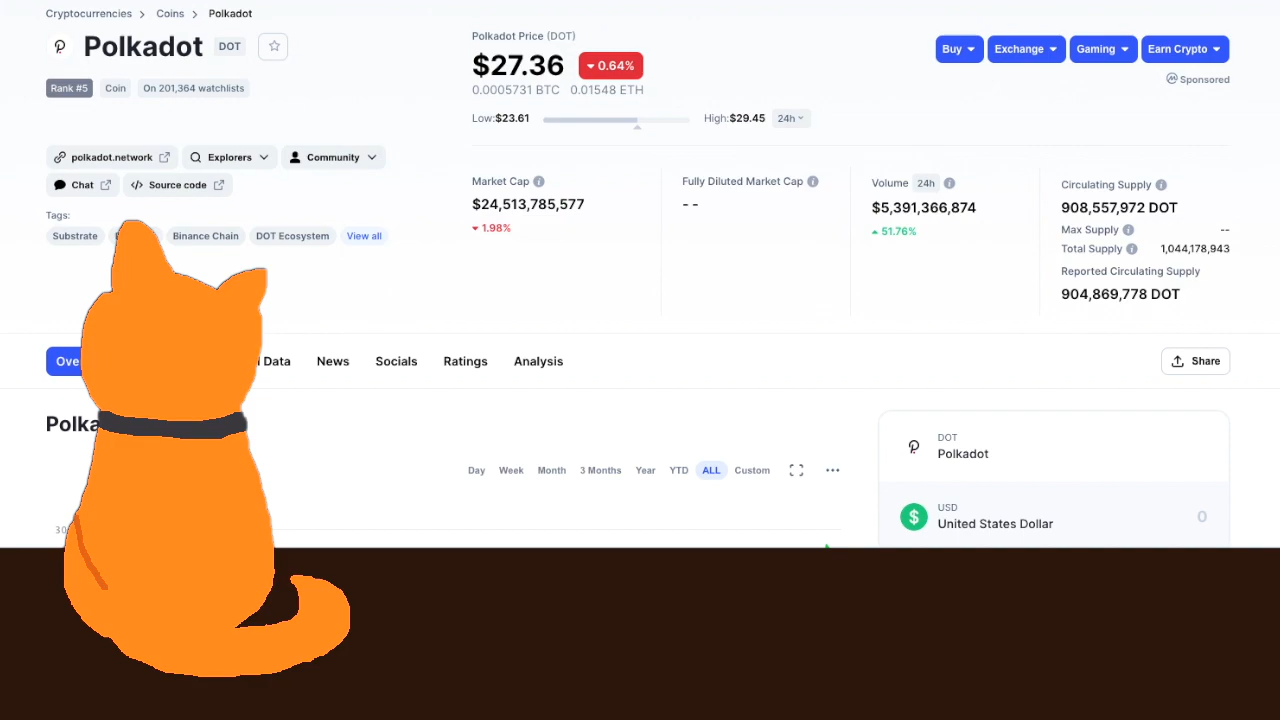 Cryptocurrencies Coins Polkadot
Polkadot DOT
Rank #5 Coin On 201,364 watchlists
polkadot.network Explorers Community
Chat Source code
Tags:
Substrate Binance Chain DOT Ecosystem View all
Polkadot Price (DOT)
$27.36 0.64%
0.0005731 BTC 0.01548 ETH
Low:$23.61 High:$29.45 24h
Buy Exchange Gaming Earn Crypto
Sponsored
Market Cap
$24,513,785,577
1.98%
Fully Diluted Market Cap
- -
Volume 24h
$5,391,366,874
51.76%
Circulating Supply
908,557,972 DOT
Max Supply --
Total Supply 1,044,178,943
Reported Circulating Supply
904,869,778 DOT
Data News Socials Ratings Analysis
Share
Day Week Month 3 Months Year YTD ALL Custom
30
DOT
Polkadot
USD
United States Dollar
0